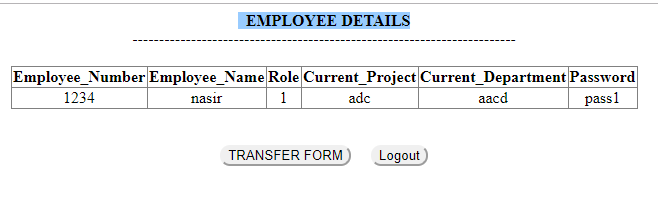 EMPLOYEE DETAILS
------------------------------------------------------------------------
Employee_Number Employee_Name Role Current_Project Current_Department Password
1234 nasir 1 adc aacd pass1
TRANSFER FORM Logout